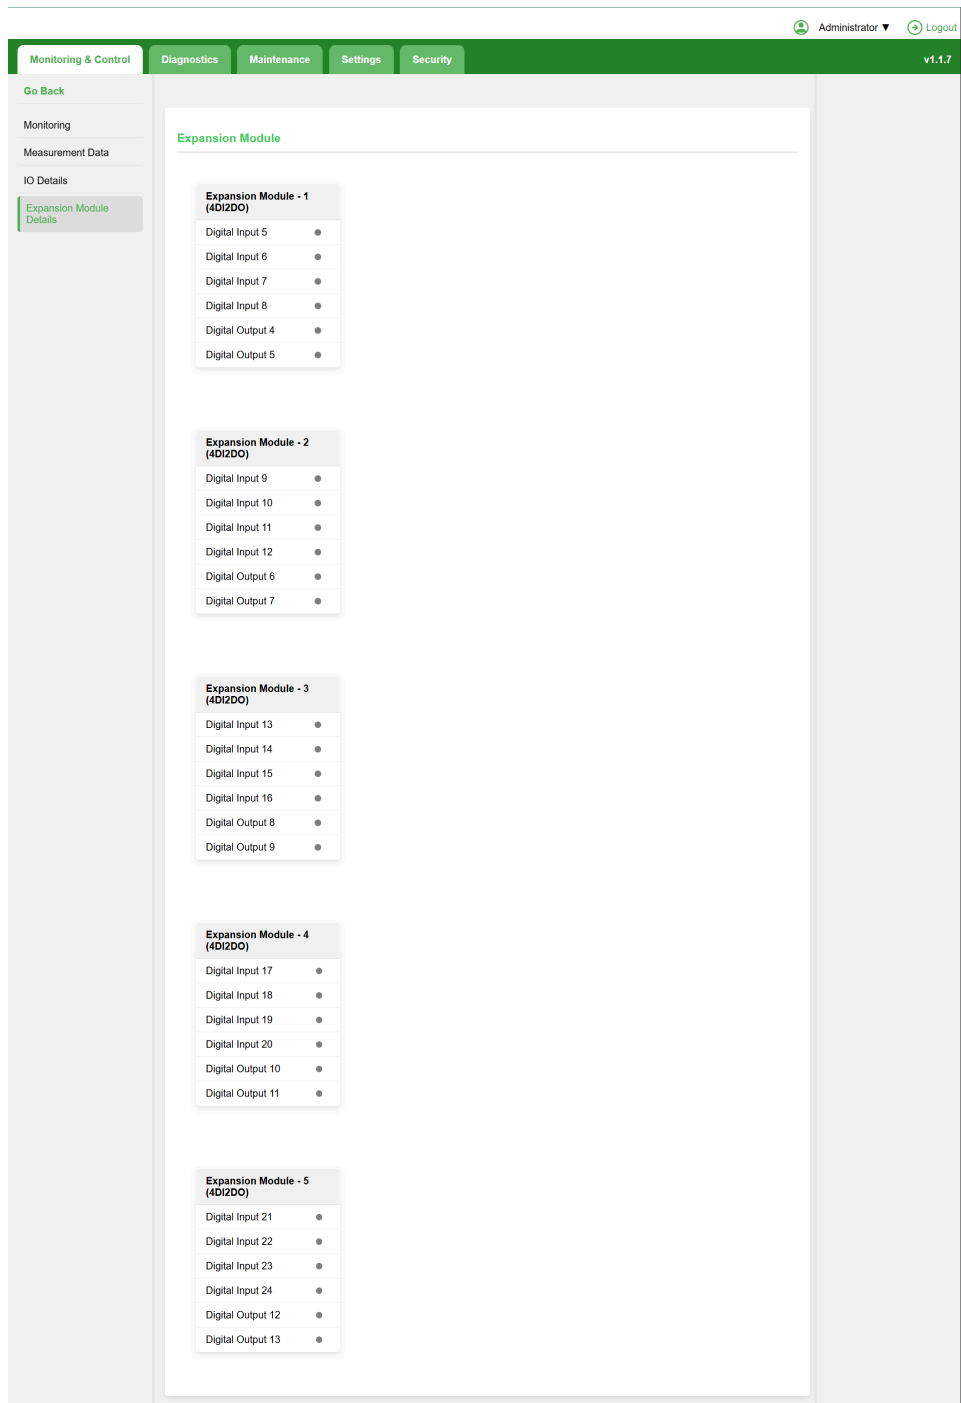 Administrator ▼ Logout
Monitoring & Control Diagnostics Maintenance Settings Security v1.1.7
Go Back
Monitoring
Measurement Data
IO Details
Expansion Module
Details
Expansion Module
Expansion Module - 1
(4DI2DO)
Digital Input 5
Digital Input 6
Digital Input 7
Digital Input 8
Digital Output 4
Digital Output 5
Expansion Module - 2
(4DI2DO)
Digital Input 9
Digital Input 10
Digital Input 11
Digital Input 12
Digital Output 6
Digital Output 7
Expansion Module - 3
(4DI2DO)
Digital Input 13
Digital Input 14
Digital Input 15
Digital Input 16
Digital Output 8
Digital Output 9
Expansion Module - 4
(4DI2DO)
Digital Input 17
Digital Input 18
Digital Input 19
Digital Input 20
Digital Output 10
Digital Output 11
Expansion Module - 5
(4DI2DO)
Digital Input 21
Digital Input 22
Digital Input 23
Digital Input 24
Digital Output 12
Digital Output 13